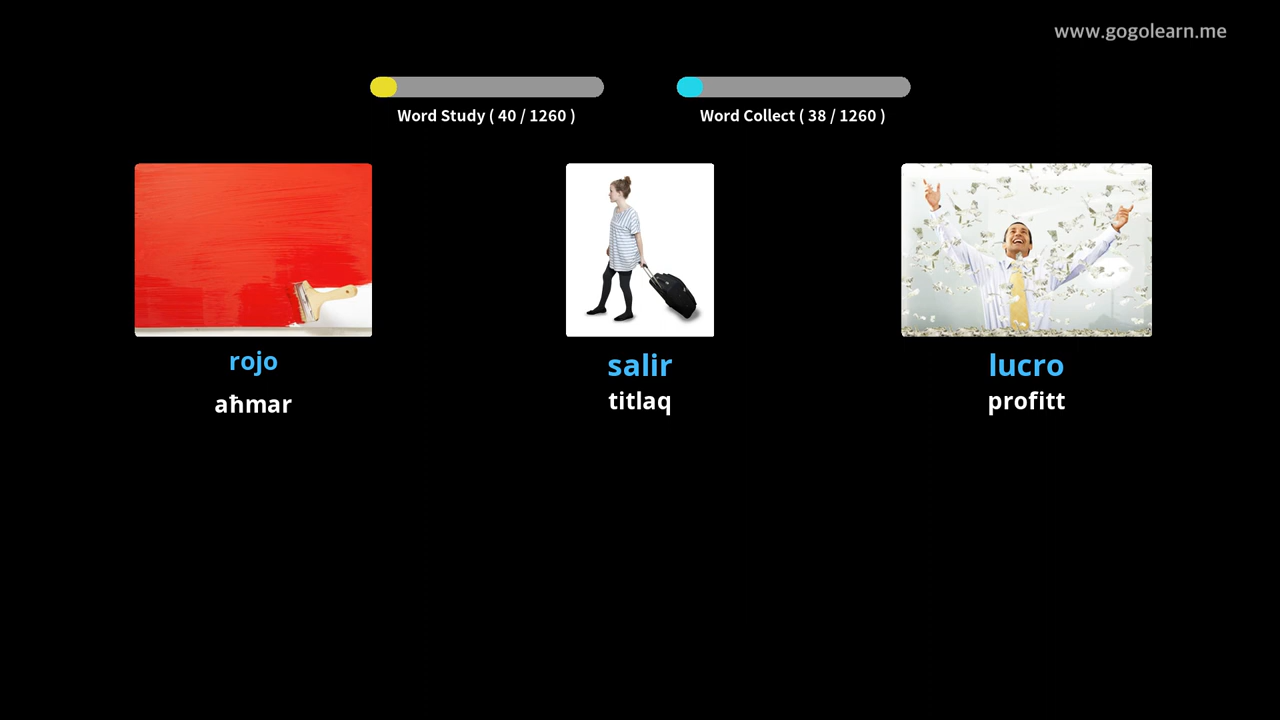 www.gogolearn.me
Word Study ( 40 / 1260 )
Word Collect ( 38 / 1260 )
rojo
aħmar
salir
titlaq
lucro
profitt